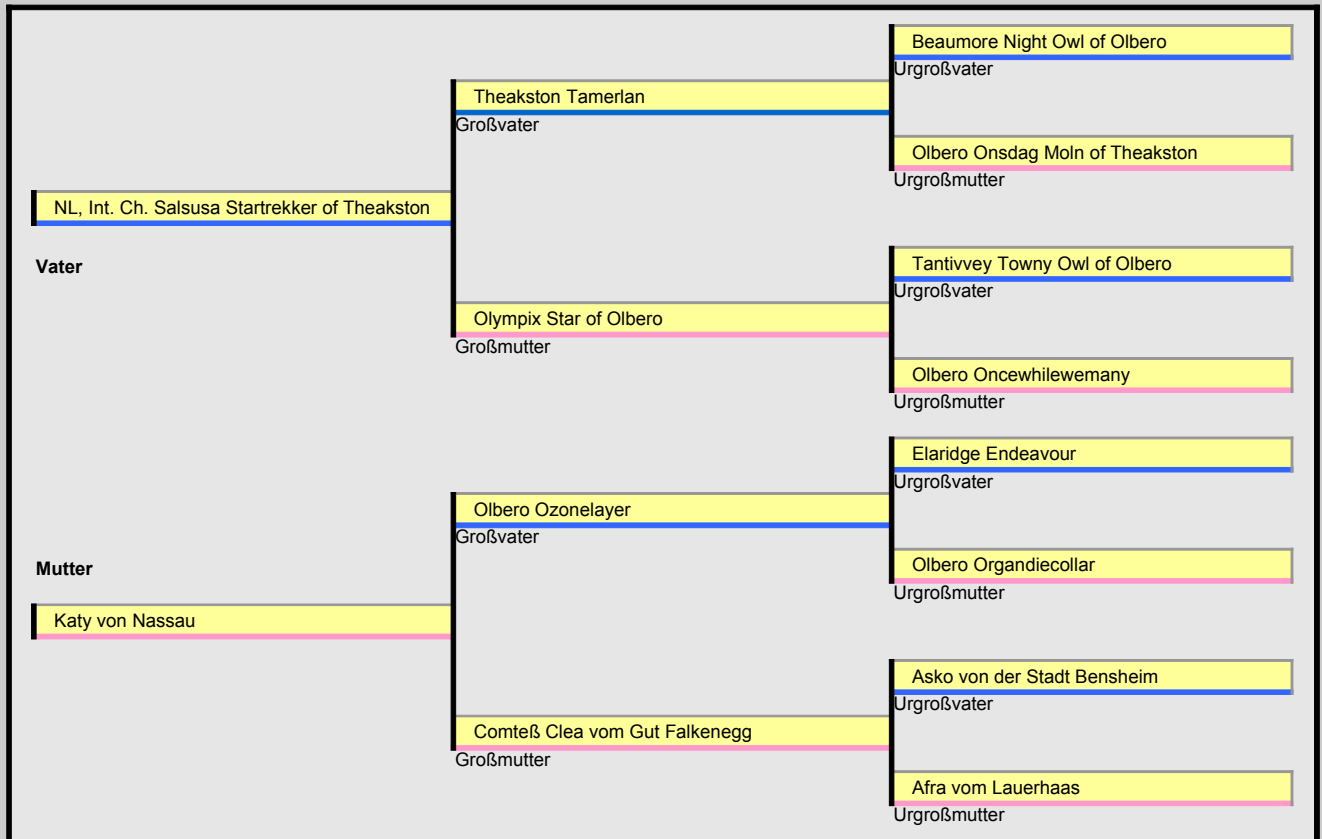 Beaumore Night Owl of Olbero
Urgroßvater
Theakston Tamerlan
Großvater
Olbero Onsdag Moln of Theakston
Urgroßmutter
NL, Int. Ch. Salsusa Startrekker of Theakston
Vater
Tantivvey Towny Owl of Olbero
Urgroßvater
Olympix Star of Olbero
Großmutter
Olbero Oncewhilewemany
Urgroßmutter
Elaridge Endeavour
Urgroßvater
Olbero Ozonelayer
Großvater
Mutter
Olbero Organdiecollar
Urgroßmutter
Katy von Nassau
Asko von der Stadt Bensheim
Urgroßvater
Comteß Clea vom Gut Falkenegg
Großmutter
Afra vom Lauerhaas
Urgroßmutter